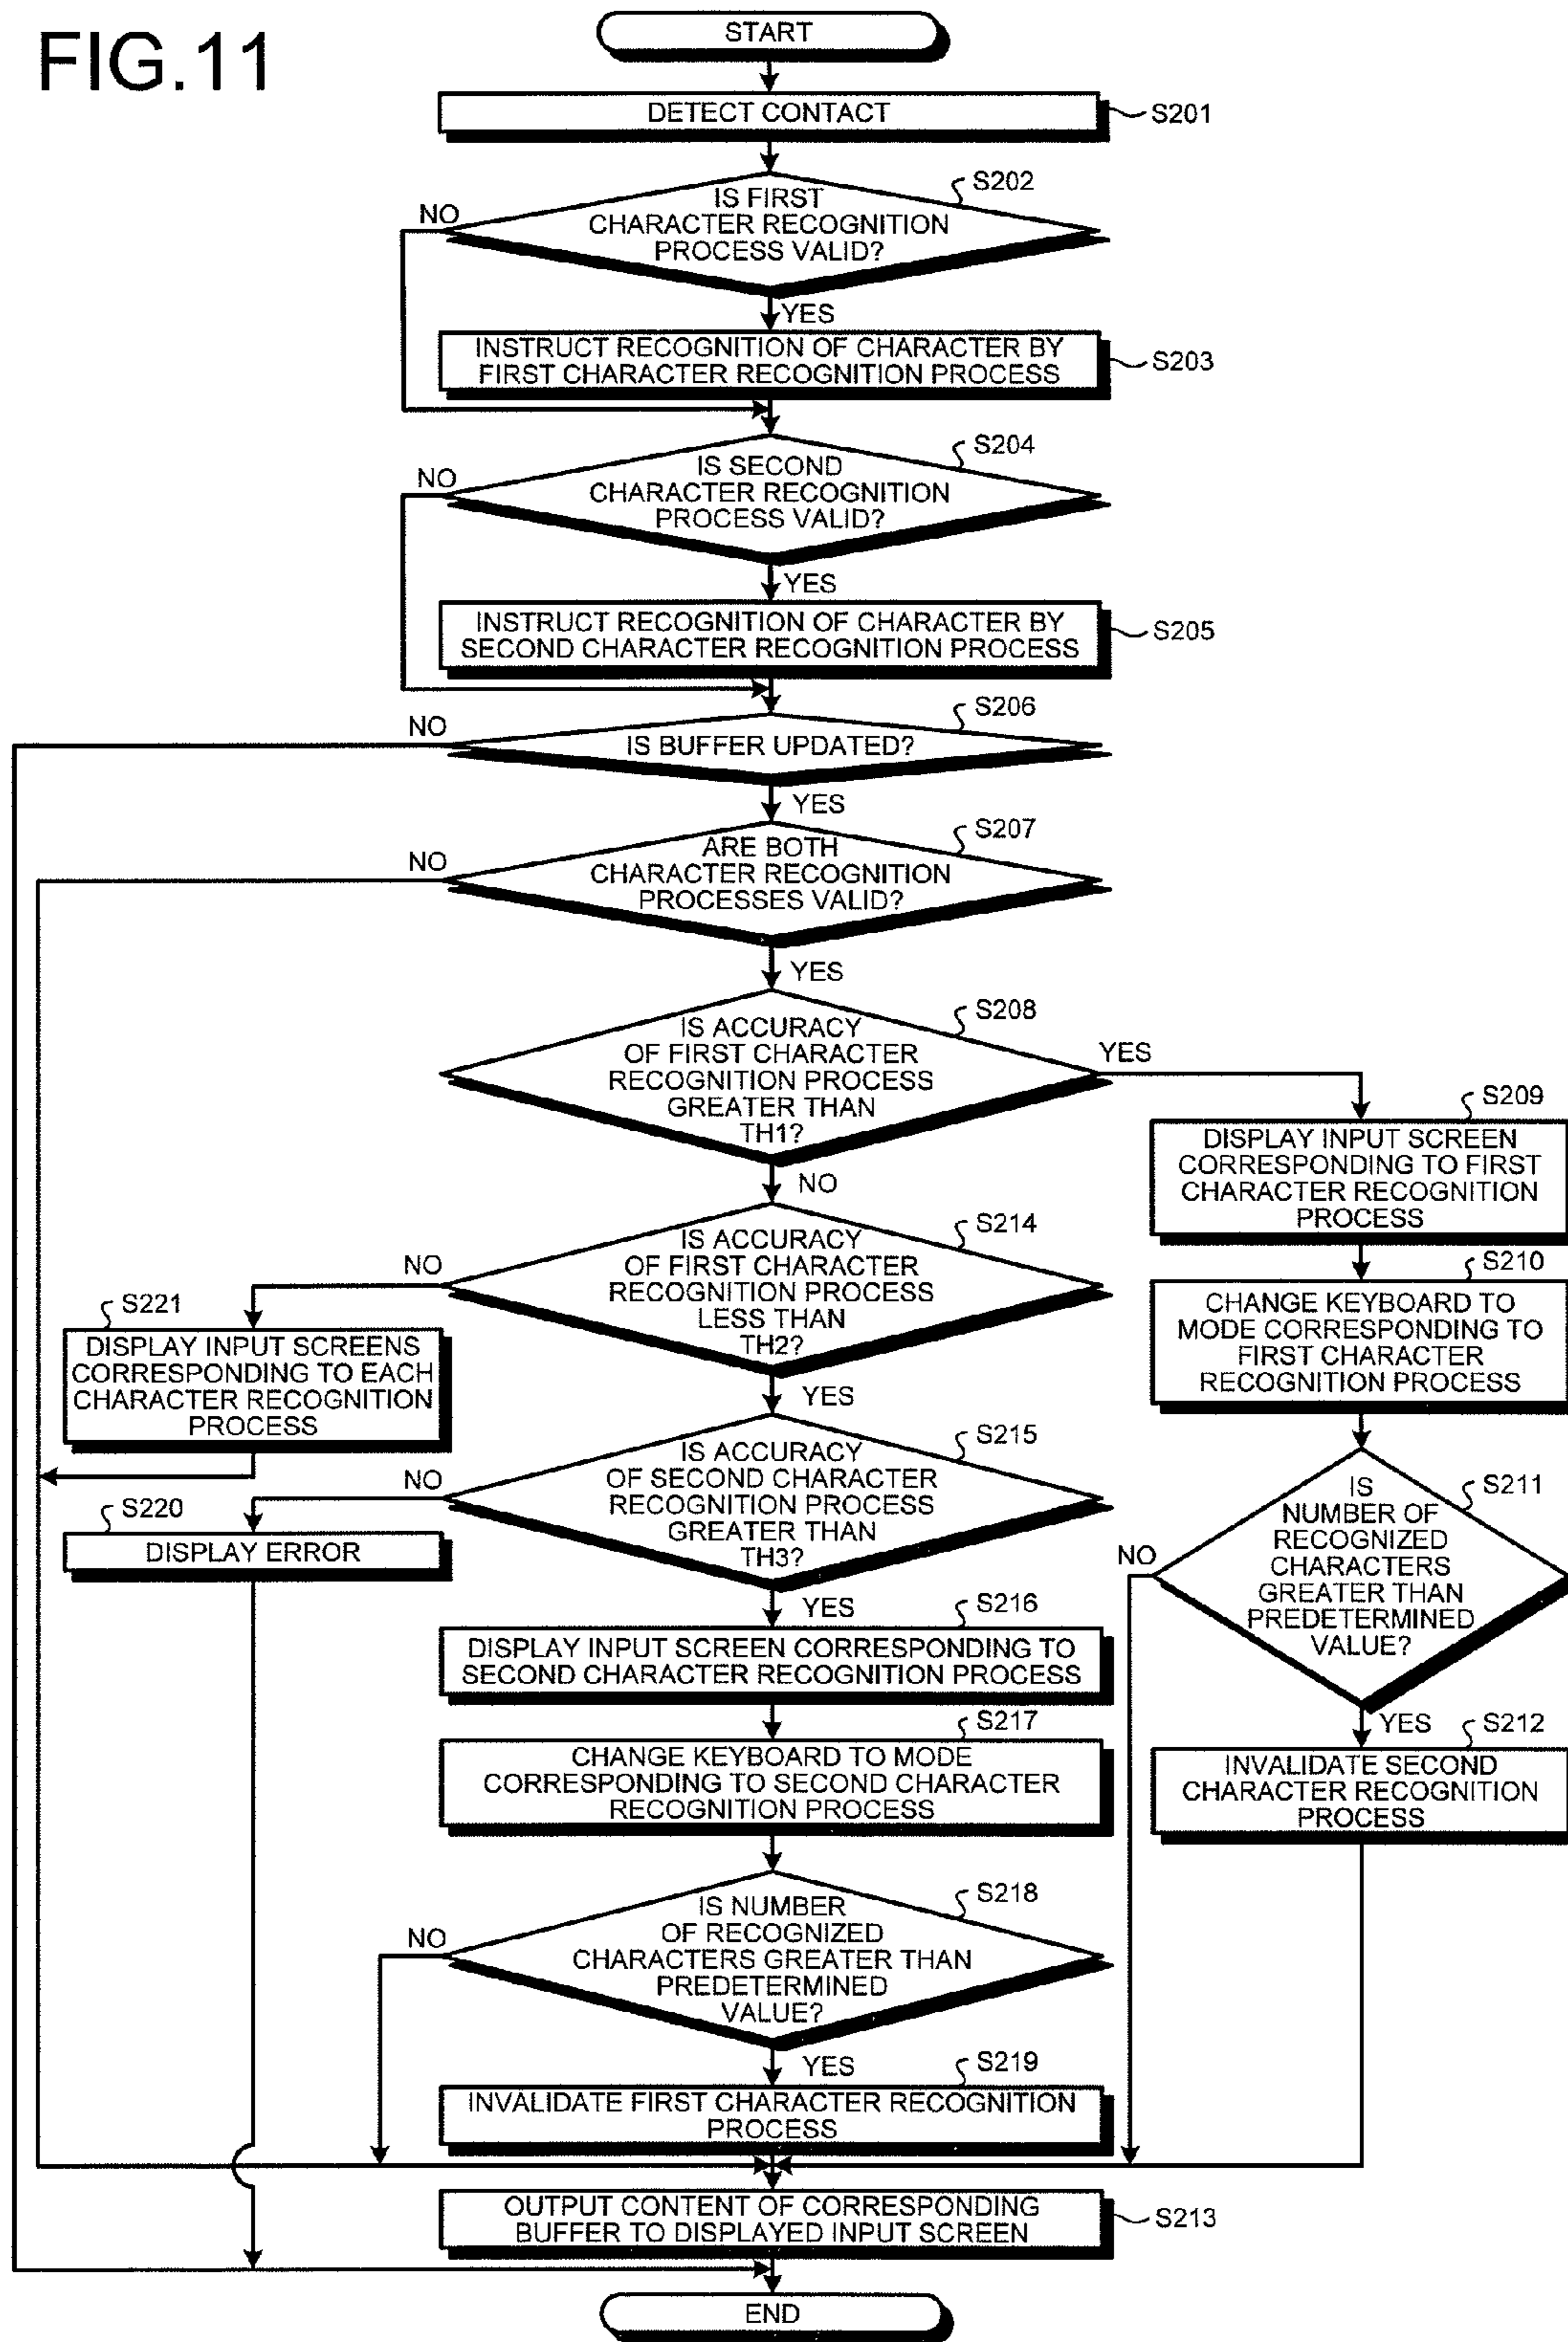 FIG.11
START
DETECT CONTACT
S201
S202
IS FIRST
CHARACTER RECOGNITION
PROCESS VALID?
NO
YES
INSTRUCT RECOGNITION OF CHARACTER BY
FIRST CHARACTER RECOGNITION PROCESS
S203
S204
IS SECOND
CHARACTER RECOGNITION
PROCESS VALID?
NO
YES
INSTRUCT RECOGNITION OF CHARACTER BY
SECOND CHARACTER RECOGNITION PROCESS
S205
S206
NO
IS BUFFER UPDATED?
YES
S207
ARE BOTH
CHARACTER RECOGNITION
PROCESSES VALID?
NO
YES
S208
IS ACCURACY
OF FIRST CHARACTER
RECOGNITION PROCESS
GREATER THAN
TH1?
YES
NO
S209
DISPLAY INPUT SCREEN
CORRESPONDING TO FIRST
CHARACTER RECOGNITION
PROCESS
S210
CHANGE KEYBOARD TO
MODE CORRESPONDING TO
FIRST CHARACTER
RECOGNITION PROCESS
S211
IS
NUMBER OF
RECOGNIZED
CHARACTERS
GREATER THAN
PREDETERMINED
VALUE?
NO
YES
S212
INVALIDATE SECOND
CHARACTER RECOGNITION
PROCESS
S214
IS ACCURACY
OF FIRST CHARACTER
RECOGNITION PROCESS
LESS THAN
TH2?
NO
YES
S221
DISPLAY INPUT SCREENS
CORRESPONDING TO EACH
CHARACTER RECOGNITION
PROCESS
S215
IS ACCURACY
OF SECOND CHARACTER
RECOGNITION PROCESS
GREATER THAN
TH3?
NO
YES
S220
DISPLAY ERROR
S216
DISPLAY INPUT SCREEN CORRESPONDING TO
SECOND CHARACTER RECOGNITION PROCESS
S217
CHANGE KEYBOARD TO MODE
CORRESPONDING TO SECOND CHARACTER
RECOGNITION PROCESS
S218
IS NUMBER
OF RECOGNIZED
CHARACTERS GREATER THAN
PREDETERMINED
VALUE?
NO
YES
S219
INVALIDATE FIRST CHARACTER RECOGNITION
PROCESS
OUTPUT CONTENT OF CORRESPONDING
BUFFER TO DISPLAYED INPUT SCREEN
S213
END